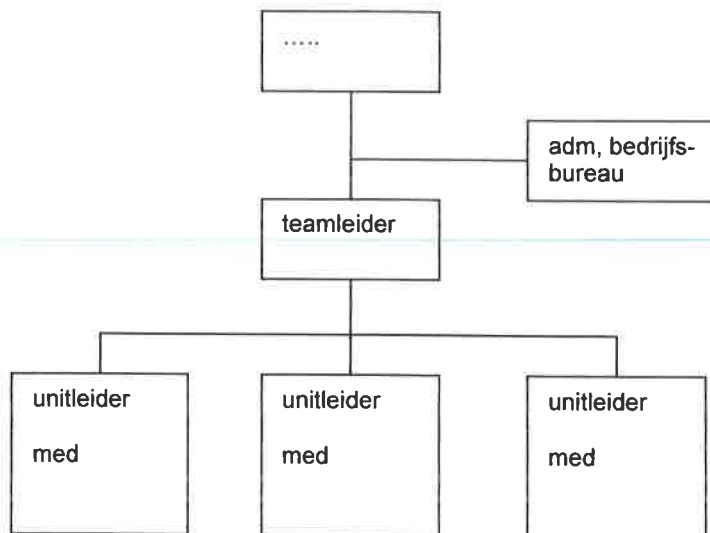 .....
adm, bedrijfs-
bureau
teamleider
unitleider
med
unitleider
med
unitleider
med